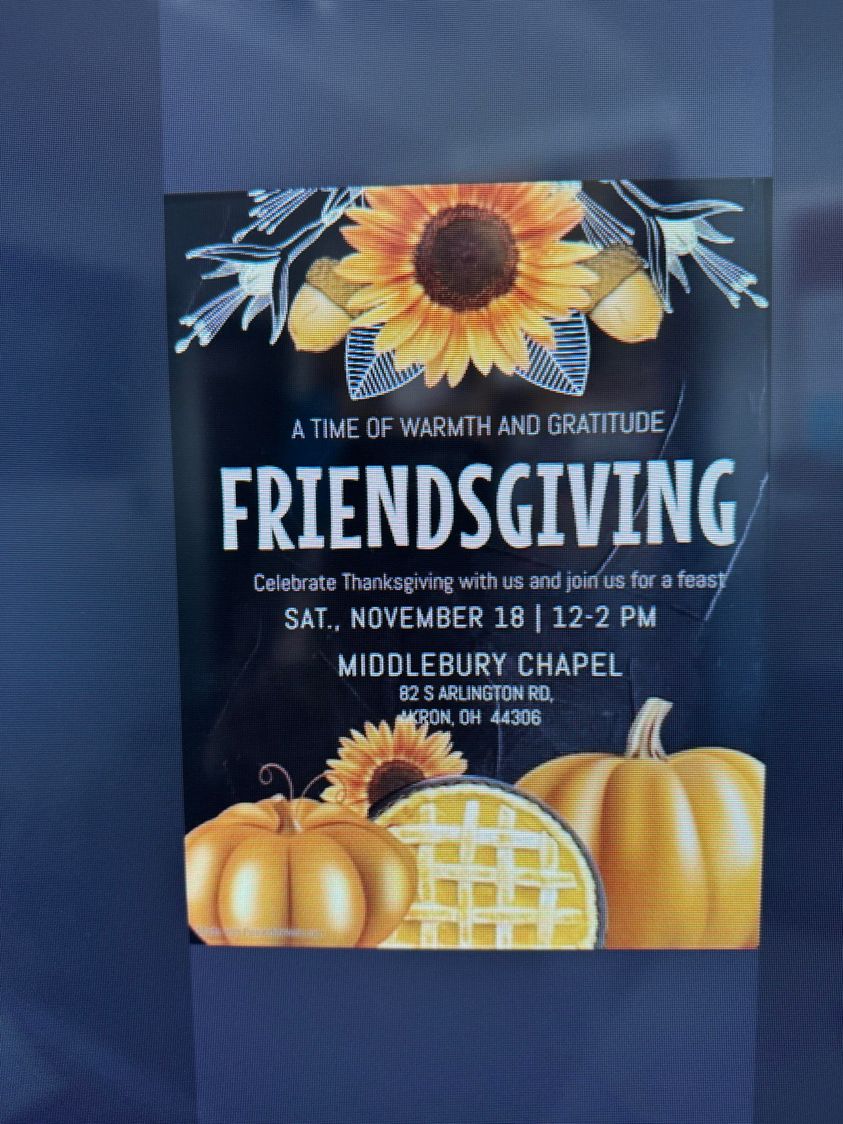 A TIME OF WARMTH AND GRATITUDE
FRIENDSGIVING
Celebrate Thanksgiving with us and join us for a feast
SAT., NOVEMBER 18 | 12-2 PM
MIDDLEBURY CHAPEL
82 S ARLINGTON RD,
AKRON, OH 44306